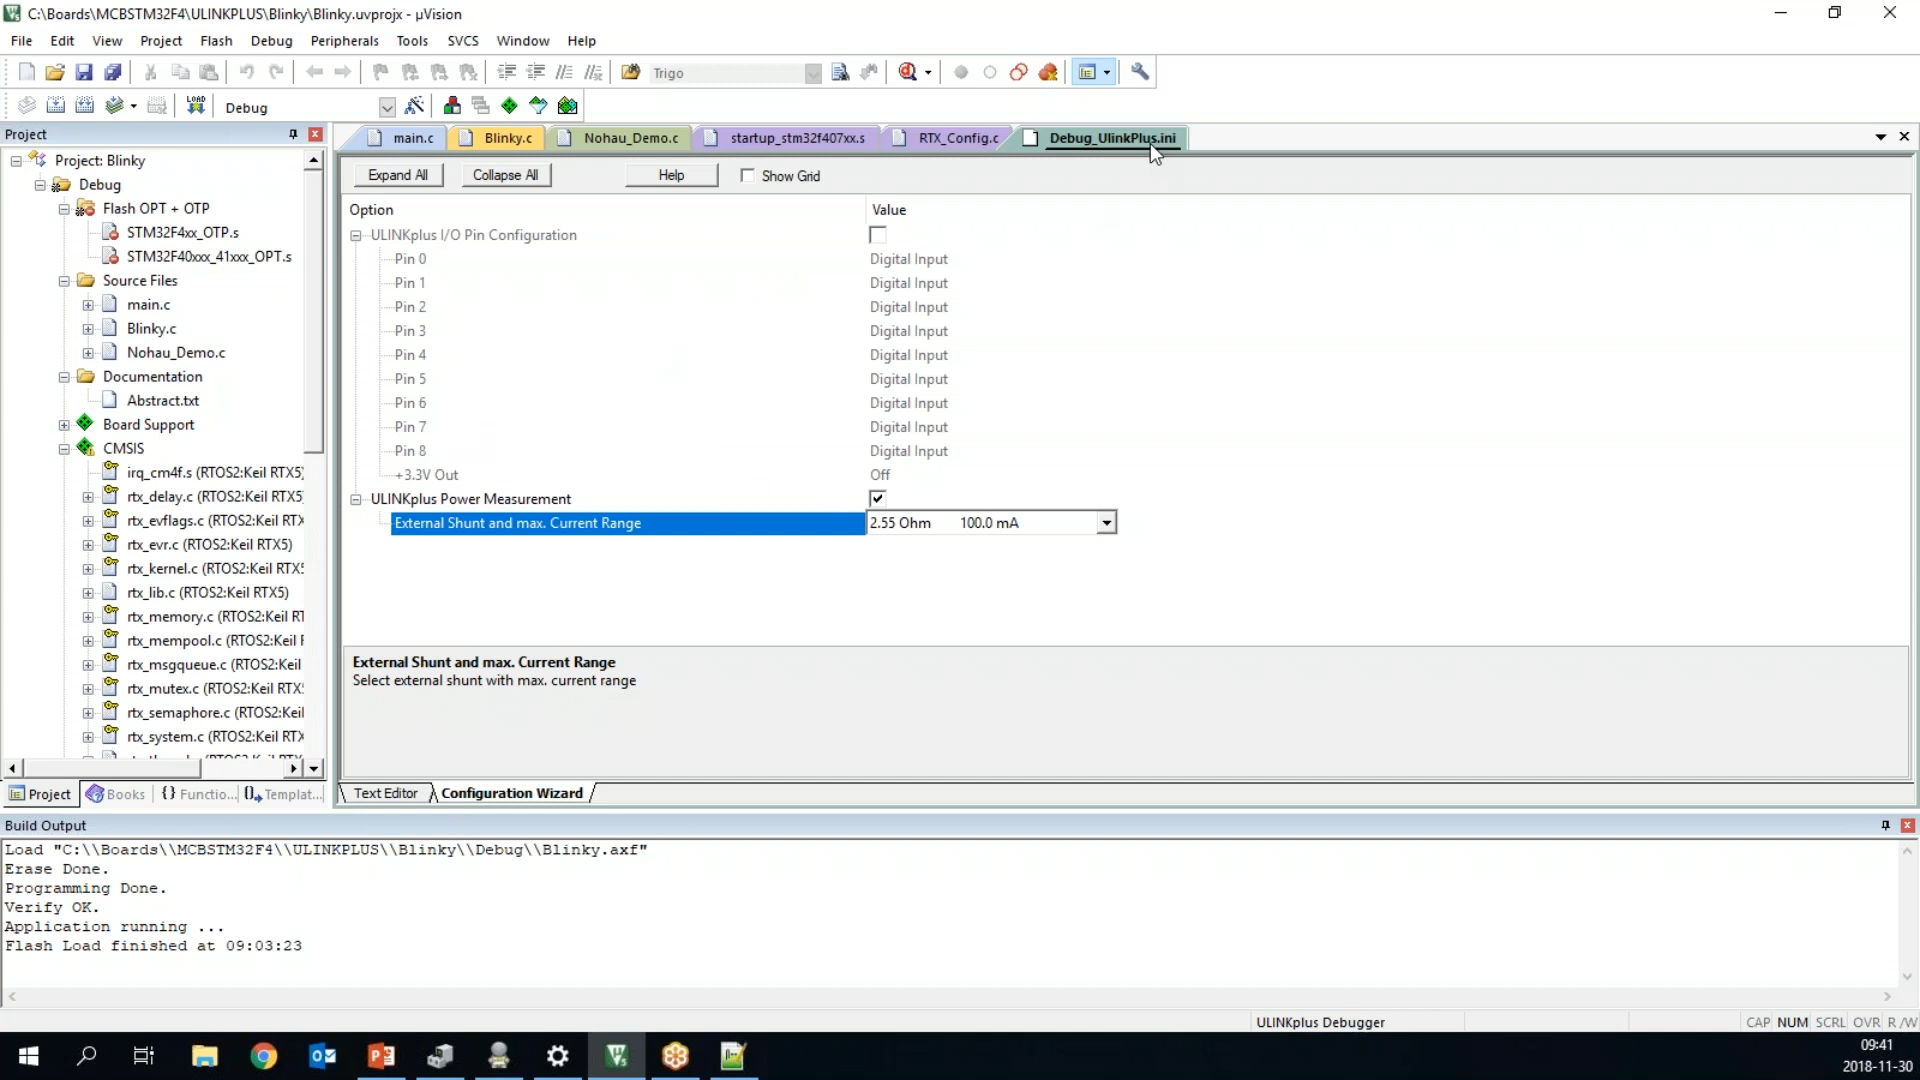 C:\Boards\MCBSTM32F4\ULINKPLUS\Blinky\Blinky.uvprojx - µVision
File Edit View Project Flash Debug Peripherals Tools SVCS Window Help
Trigo
LOAD Debug
Project
main.c Blinky.c Nohau_Demo.c startup_stm32f407xx.s RTX_Config.c Debug_UlinkPlus.ini
Project: Blinky
Debug
Flash OPT + OTP
STM32F4xx_OTP.s
STM32F40xxx_41xxx_OPT.s
Source Files
main.c
Blinky.c
Nohau_Demo.c
Documentation
Abstract.txt
Board Support
CMSIS
irq_cm4f.s (RTOS2:Keil RTX5)
rtx_delay.c (RTOS2:Keil RTX5
rtx_evflags.c (RTOS2:Keil RTX
rtx_evr.c (RTOS2:Keil RTX5)
rtx_kernel.c (RTOS2:Keil RTX5
rtx_lib.c (RTOS2:Keil RTX5)
rtx_memory.c (RTOS2:Keil RT
rtx_mempool.c (RTOS2:Keil R
rtx_msgqueue.c (RTOS2:Keil
rtx_mutex.c (RTOS2:Keil RTX5
rtx_semaphore.c (RTOS2:Keil
rtx_system.c (RTOS2:Keil RTX
Project Books {} Functio... Templat...
Expand All Collapse All Help Show Grid
Option Value
ULINKplus I/O Pin Configuration
Pin 0 Digital Input
Pin 1 Digital Input
Pin 2 Digital Input
Pin 3 Digital Input
Pin 4 Digital Input
Pin 5 Digital Input
Pin 6 Digital Input
Pin 7 Digital Input
Pin 8 Digital Input
+3.3V Out Off
ULINKplus Power Measurement
External Shunt and max. Current Range 2.55 Ohm 100.0 mA
External Shunt and max. Current Range
Select external shunt with max. current range
Text Editor Configuration Wizard
Build Output
Load "C:\\Boards\\MCBSTM32F4\\ULINKPLUS\\Blinky\\Debug\\Blinky.axf"
Erase Done.
Programming Done.
Verify OK.
Application running ...
Flash Load finished at 09:03:23
ULINKplus Debugger CAP NUM SCRL OVR R/W
09:41
2018-11-30